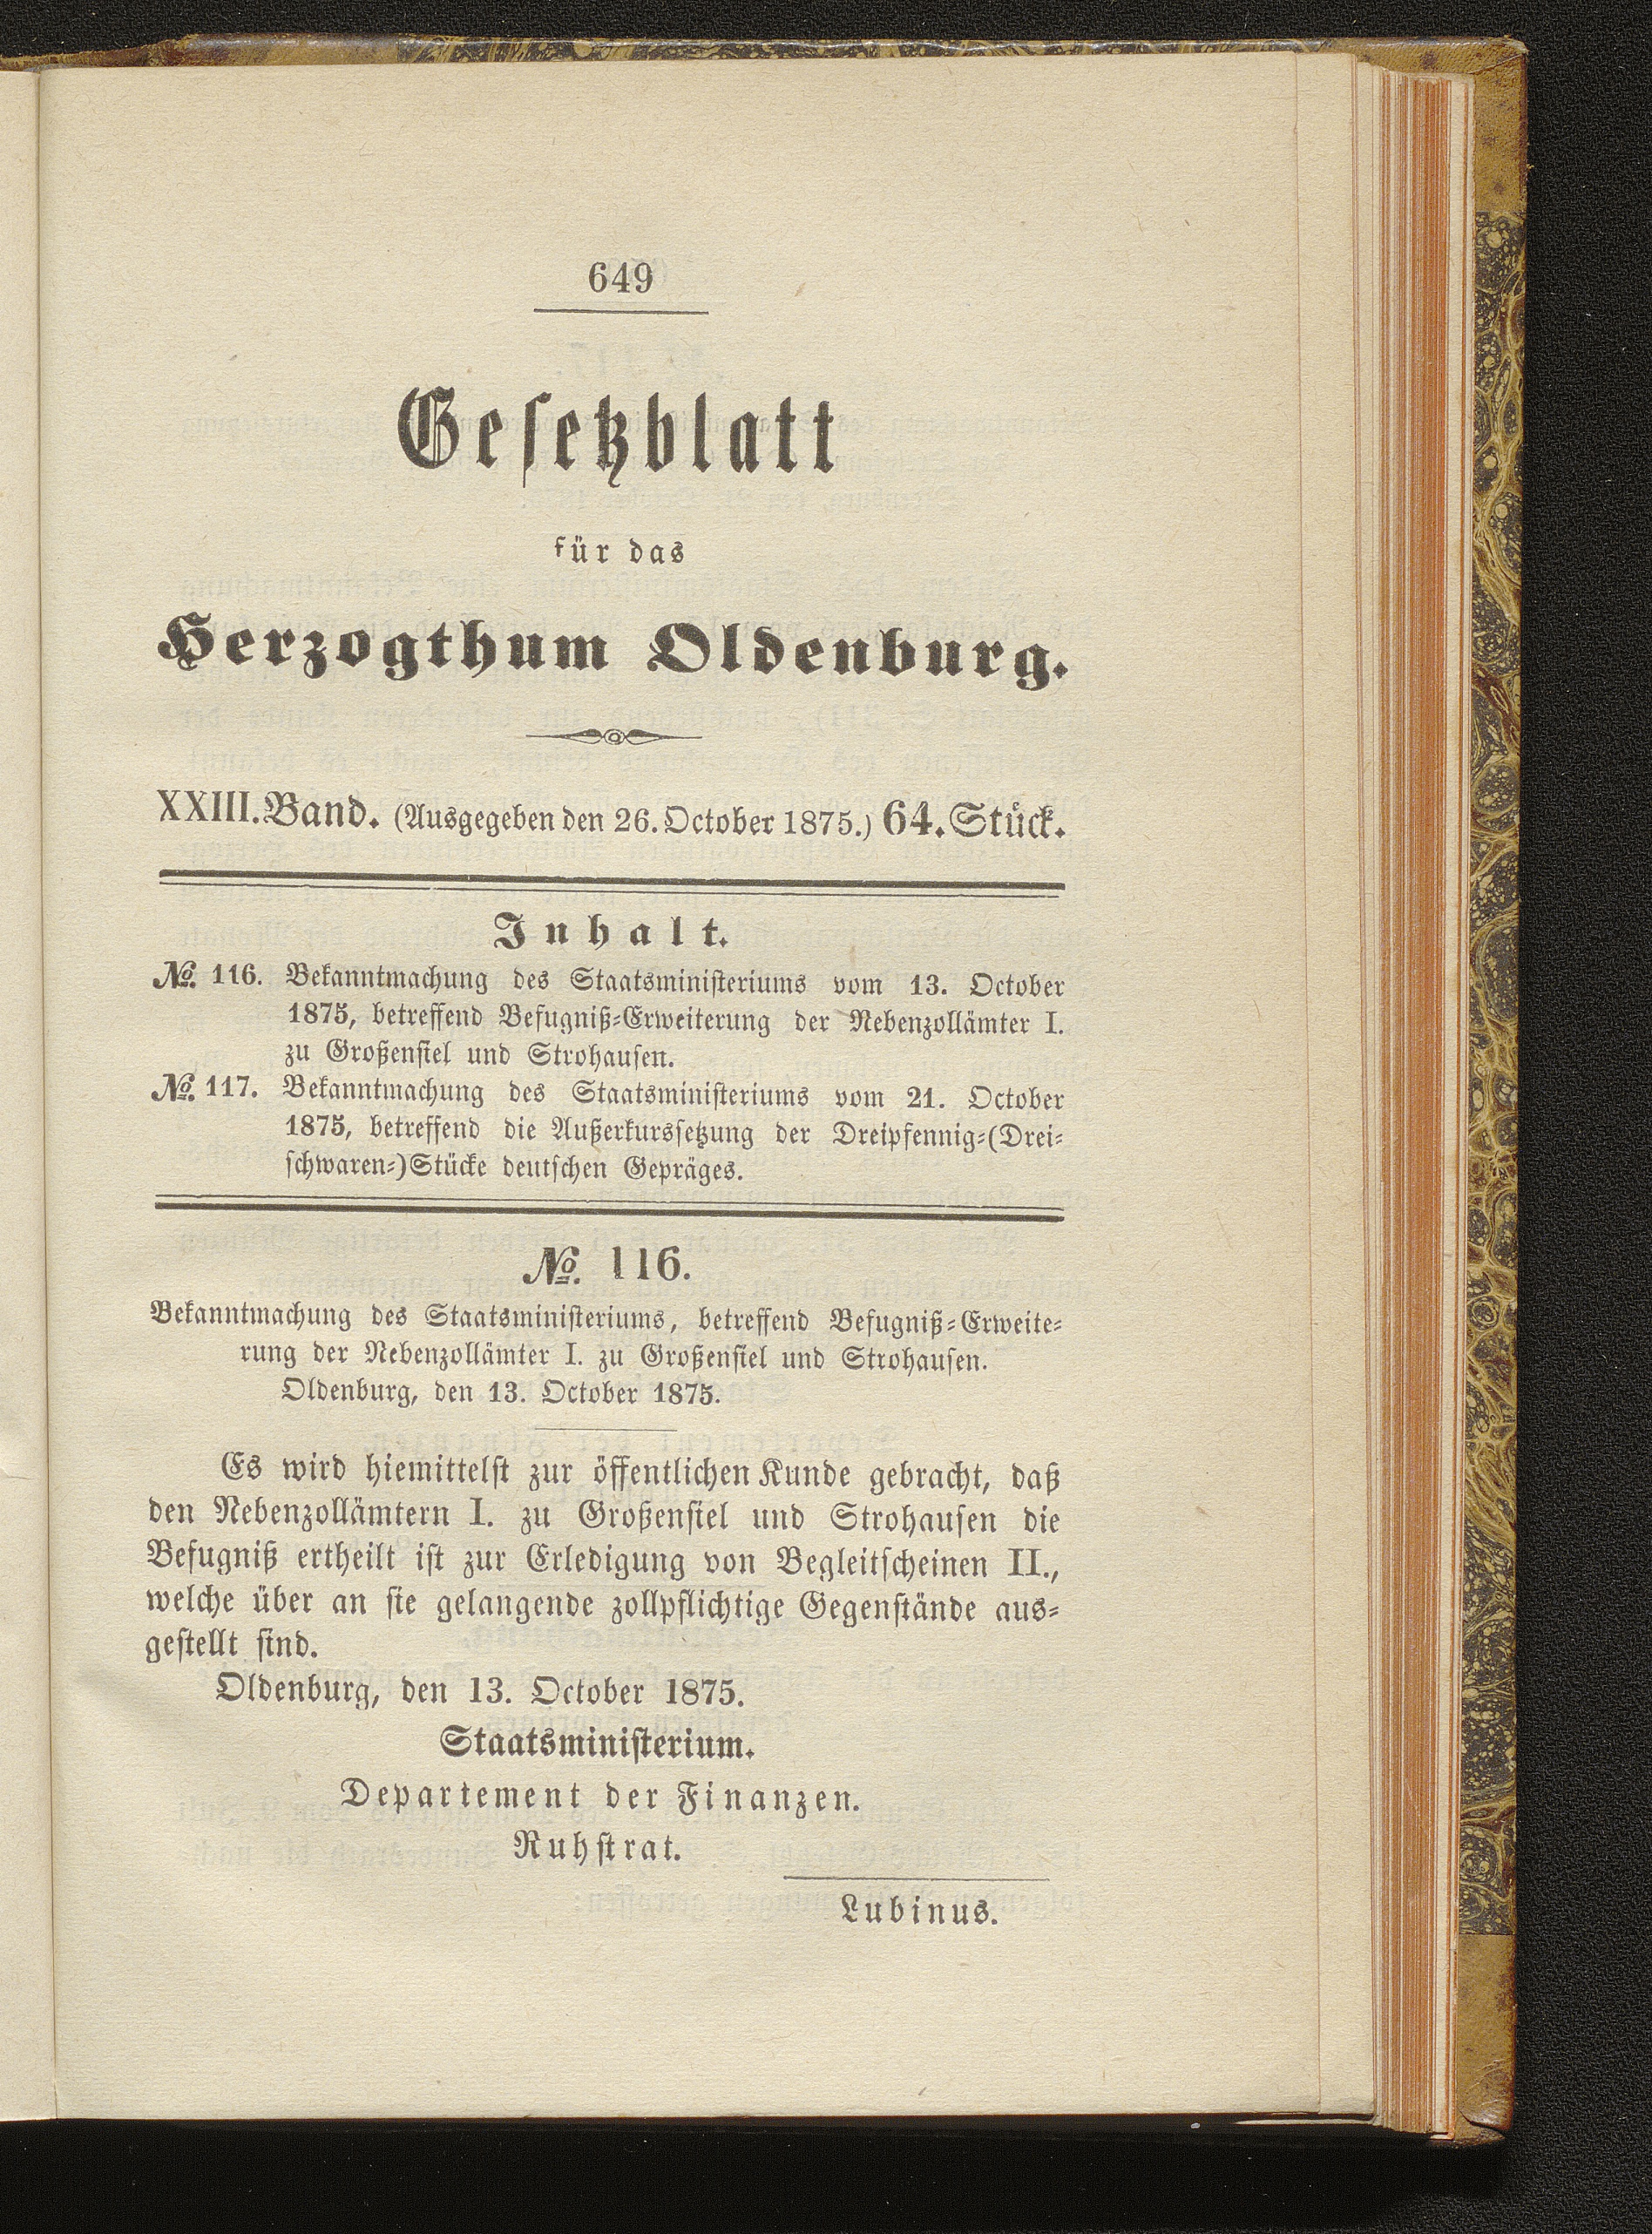 649
Gesetzblatt
für das
Herzogthum Oldenburg.
XXIII. Band. (Ausgegeben den 26. October 1875.) 64. Stück.
Inhalt.
№. 116. Bekanntmachung des Staatsministeriums vom 13. October
1875, betreffend Befugniß-Erweiterung der Nebenzollämter I.
zu Großensiel und Strohausen.
№. 117. Bekanntmachung des Staatsministeriums vom 21. October
1875, betreffend die Außerkurssetzung der Dreipfennig-(Drei-
schwaren-)Stücke deutschen Gepräges.
№. 116.
Bekanntmachung des Staatsministeriums, betreffend Befugniß-Erweite-
rung der Nebenzollämter I. zu Großensiel und Strohausen.
Oldenburg, den 13. October 1875.
Es wird hiemittelst zur öffentlichen Kunde gebracht, daß
den Nebenzollämtern I. zu Großensiel und Strohausen die
Befugniß ertheilt ist zur Erledigung von Begleitscheinen II.,
welche über an sie gelangende zollpflichtige Gegenstände aus-
gestellt sind.
Oldenburg, den 13. October 1875.
Staatsministerium.
Departement der Finanzen.
Ruhstrat.
Lubinus.